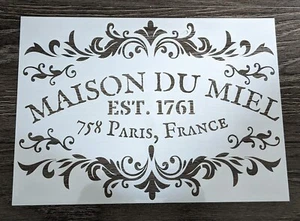 MAISON DU MIEL
EST. 1761
758 PARIS, FRANCE